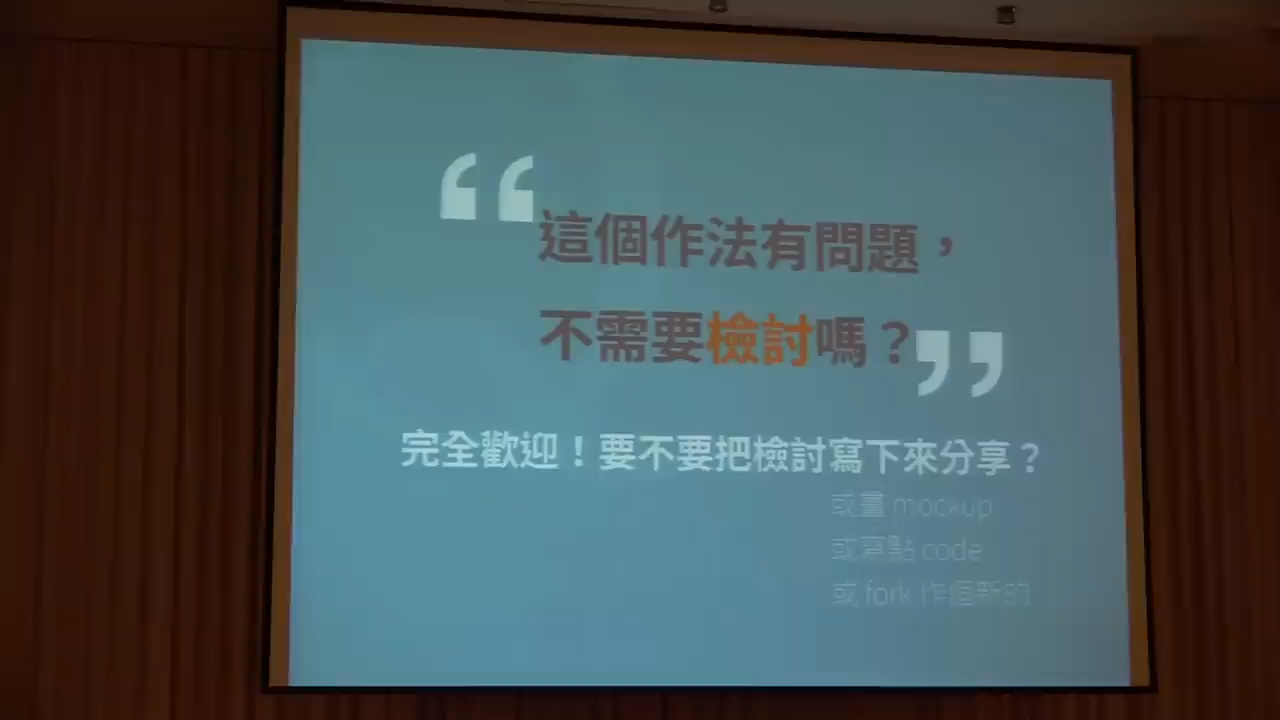 “這個作法有問題，
不需要檢討嗎？”
完全歡迎！要不要把檢討寫下來分享？
或畫 mockup
或寫點 code
或 fork 作個新的